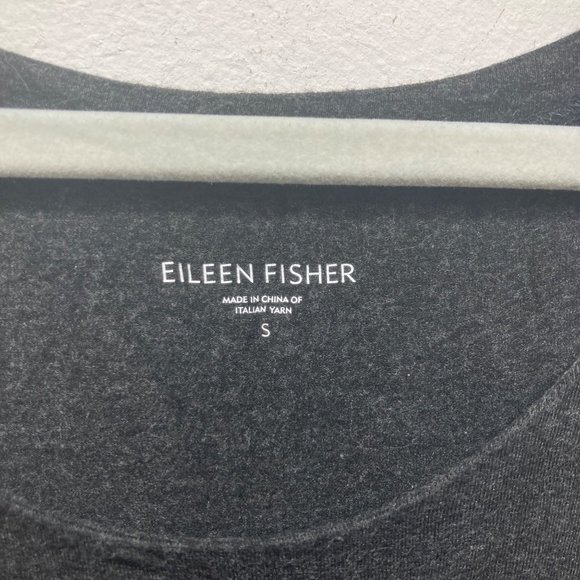 EILEEN FISHER
MADE IN CHINA OF
ITALIAN YARN
S